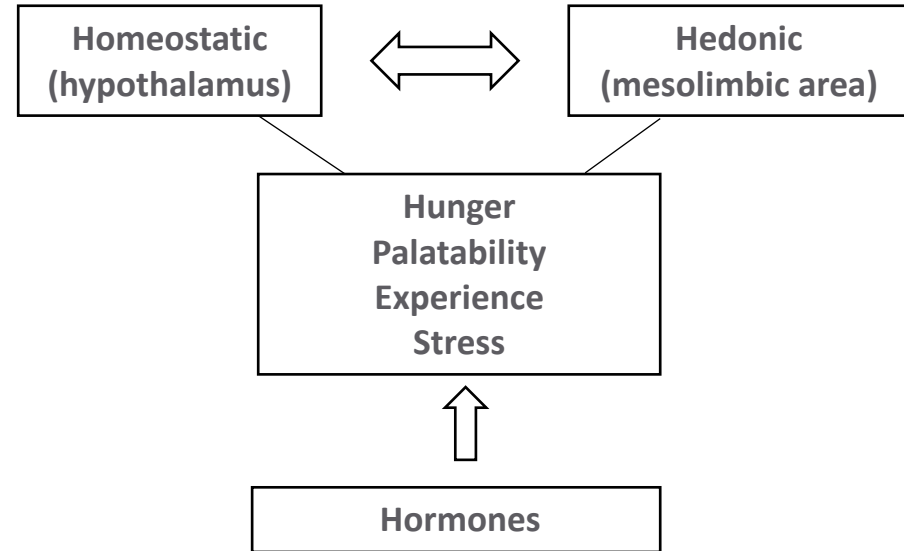 Homeostatic
(hypothalamus)
Hedonic
(mesolimbic area)
Hunger
Palatability
Experience
Stress
Hormones